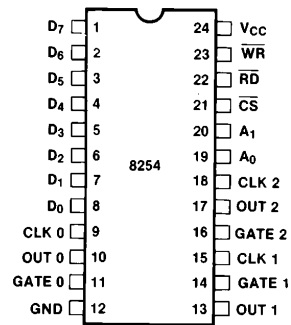 D7 1 24 VCC
D6 2 23 WR
D5 3 22 RD
D4 4 21 CS
D3 5 20 A1
D2 6 19 A0
8254
D1 7 18 CLK 2
D0 8 17 OUT 2
CLK 0 9 16 GATE 2
OUT 0 10 15 CLK 1
GATE 0 11 14 GATE 1
GND 12 13 OUT 1